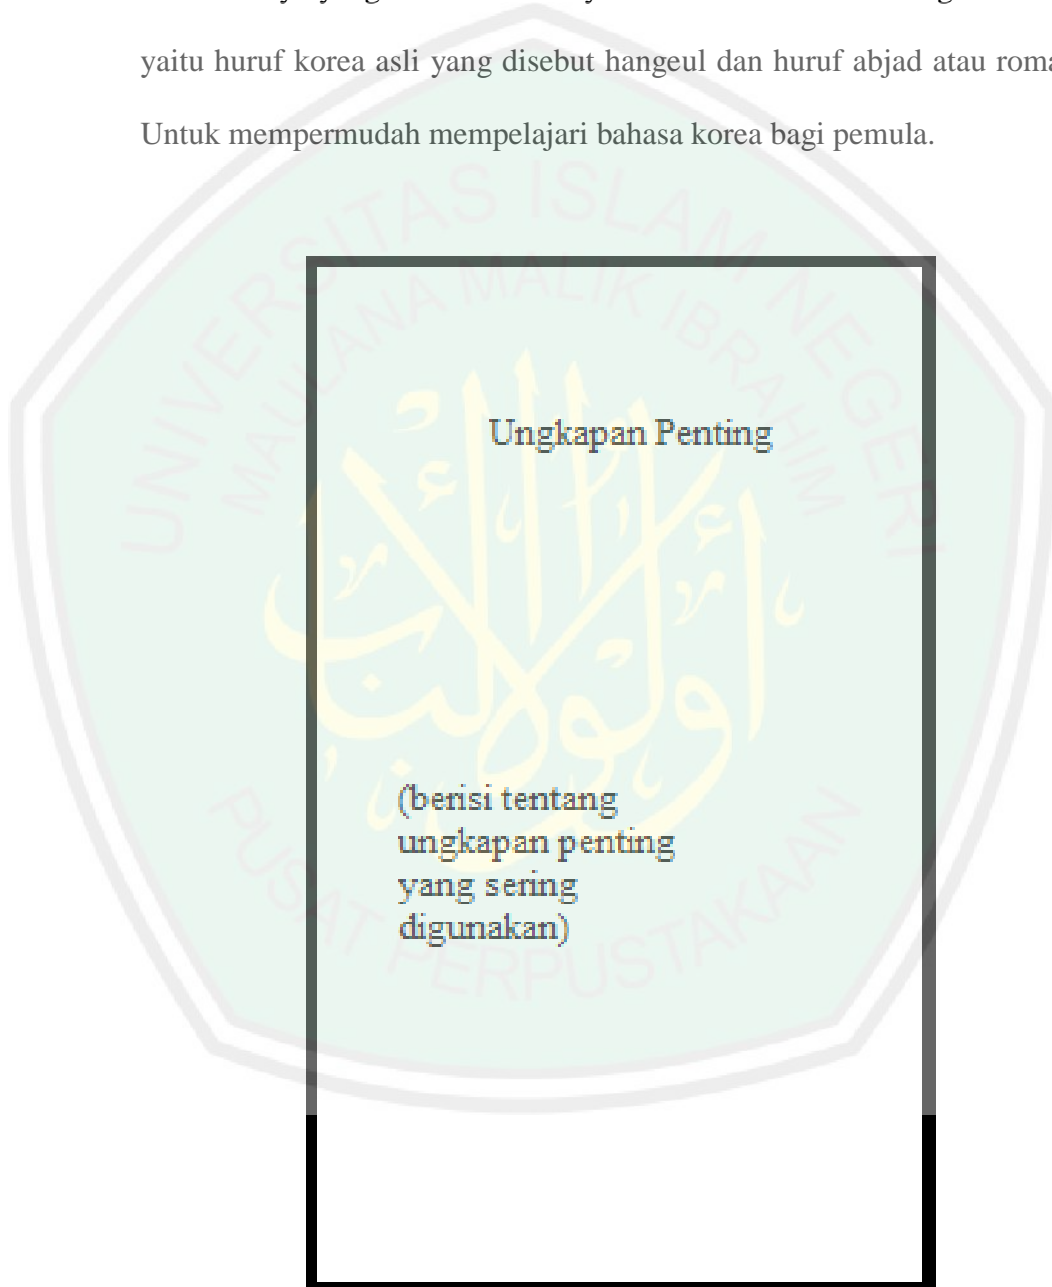 yaitu huruf korea asli yang disebut hangeul dan huruf abjad atau roma
Untuk mempermudah mempelajari bahasa korea bagi pemula.
UNIVERSITAS ISLAM NEGERI
MAULANA MALIK IBRAHIM
Ungkapan Penting
(berisi tentang
ungkapan penting
yang sering
digunakan)
PUSAT PERPUSTAKAAN